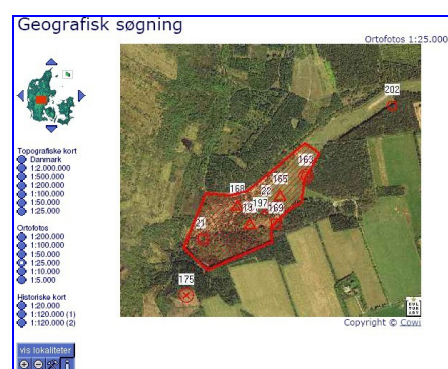 Geografisk søgning
Ortofotos 1:25.000
Topografiske kort
Danmark
1:2.000.000
1:500.000
1:200.000
1:100.000
1:50.000
1:25.000
Ortofotos
1:200.000
1:100.000
1:50.000
1:25.000
1:10.000
1:5.000
Historiske kort
1:20.000
1:120.000 (1)
1:120.000 (2)
vis lokaliteter
202
163
165
168
22
197
169
21
175
KUL
TUR
ARV
Copyright © Cowi